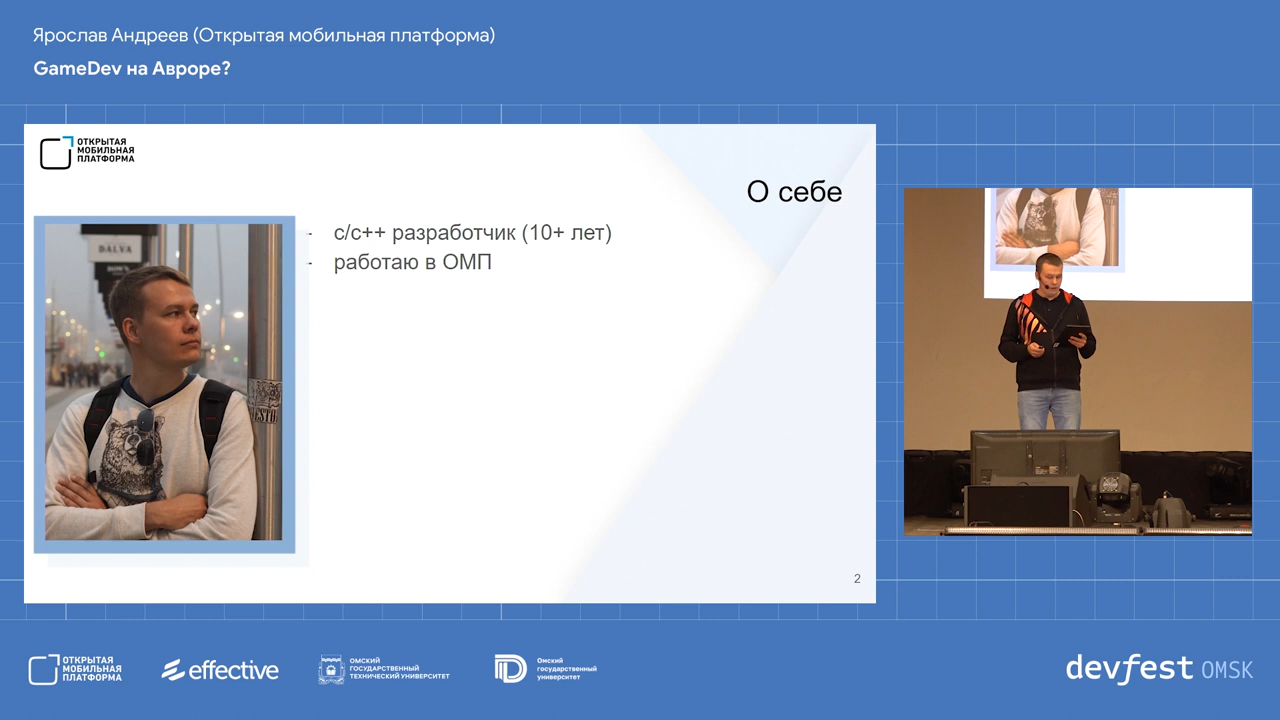 Ярослав Андреев (Открытая мобильная платформа)
GameDev на Авроре?
ОТКРЫТАЯ
МОБИЛЬНАЯ
ПЛАТФОРМА
О себе
- с/с++ разработчик (10+ лет)
- работаю в ОМП
DALVA
2
ОТКРЫТАЯ
МОБИЛЬНАЯ
ПЛАТФОРМА
effective
ОМСКИЙ
ГОСУДАРСТВЕННЫЙ
ТЕХНИЧЕСКИЙ УНИВЕРСИТЕТ
Омский
государственный
университет
devfest OMSK